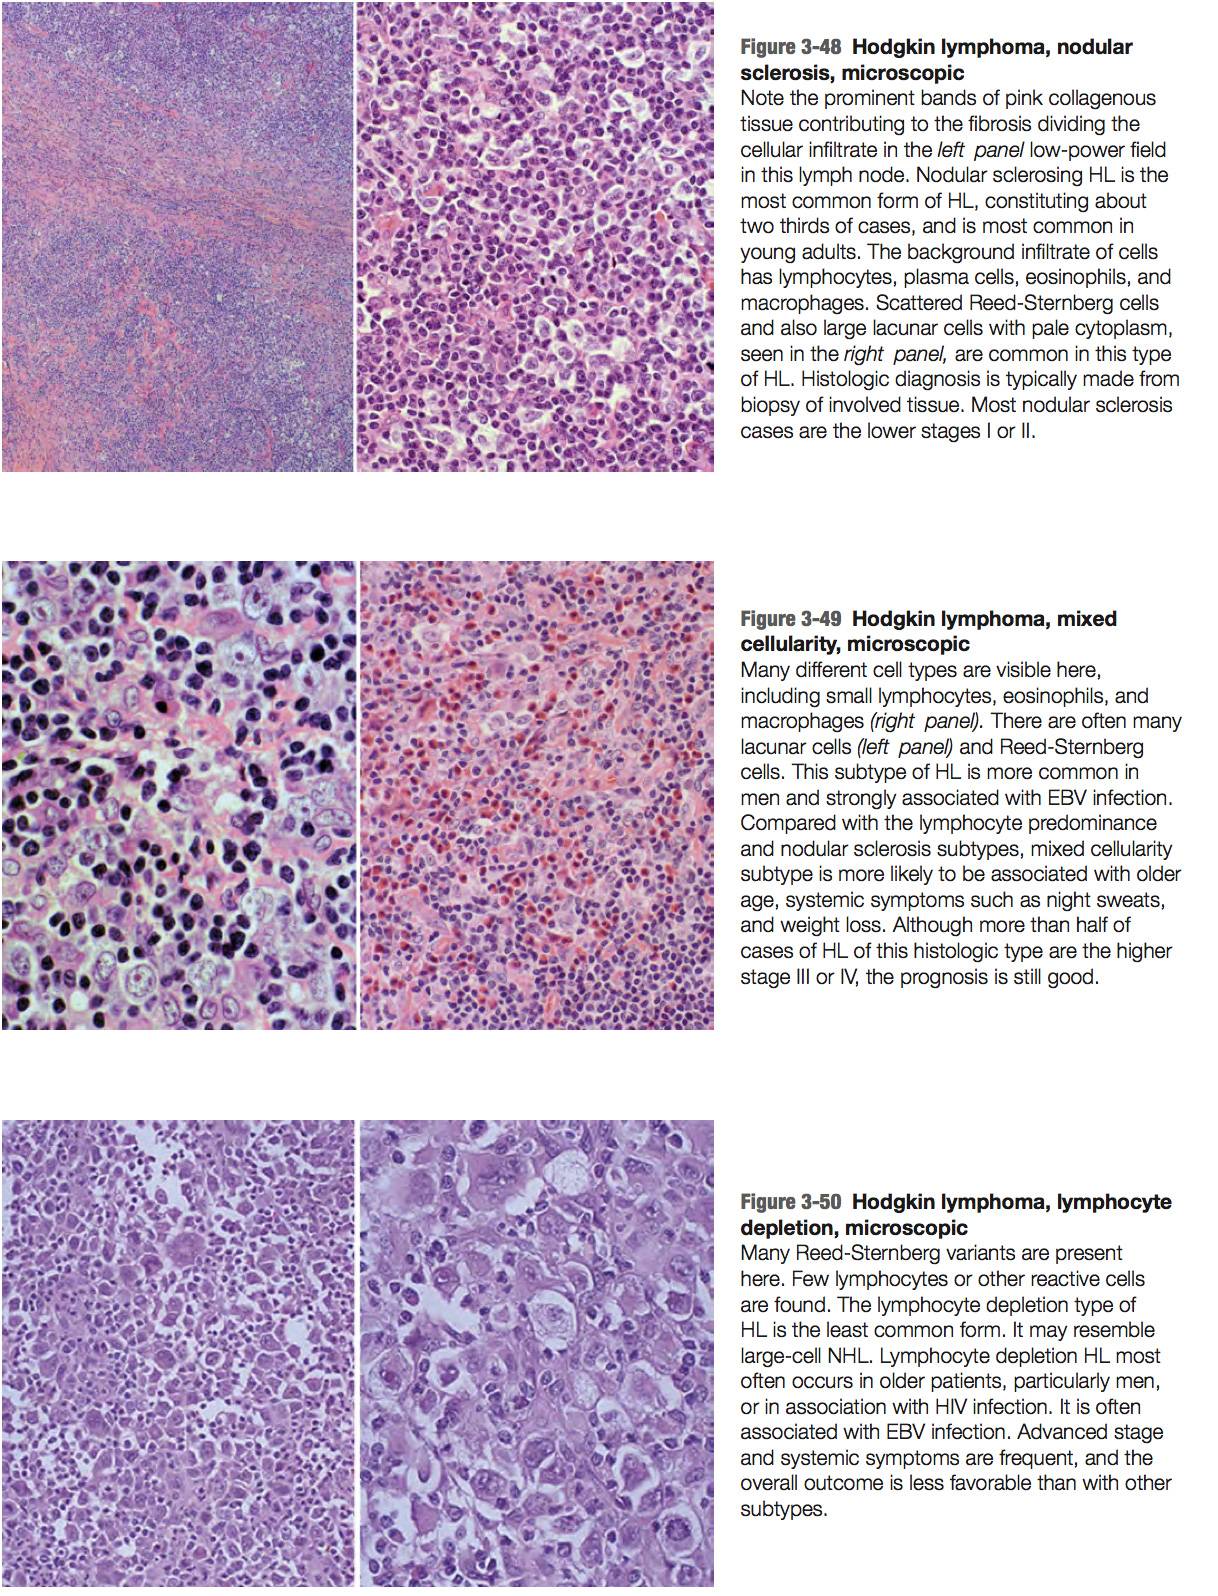 Figure 3-48 Hodgkin lymphoma, nodular
sclerosis, microscopic
Note the prominent bands of pink collagenous
tissue contributing to the fibrosis dividing the
cellular infiltrate in the left panel low-power field
in this lymph node. Nodular sclerosing HL is the
most common form of HL, constituting about
two thirds of cases, and is most common in
young adults. The background infiltrate of cells
has lymphocytes, plasma cells, eosinophils, and
macrophages. Scattered Reed-Sternberg cells
and also large lacunar cells with pale cytoplasm,
seen in the right panel, are common in this type
of HL. Histologic diagnosis is typically made from
biopsy of involved tissue. Most nodular sclerosis
cases are the lower stages I or II.
Figure 3-49 Hodgkin lymphoma, mixed
cellularity, microscopic
Many different cell types are visible here,
including small lymphocytes, eosinophils, and
macrophages (right panel). There are often many
lacunar cells (left panel) and Reed-Sternberg
cells. This subtype of HL is more common in
men and strongly associated with EBV infection.
Compared with the lymphocyte predominance
and nodular sclerosis subtypes, mixed cellularity
subtype is more likely to be associated with older
age, systemic symptoms such as night sweats,
and weight loss. Although more than half of
cases of HL of this histologic type are the higher
stage III or IV, the prognosis is still good.
Figure 3-50 Hodgkin lymphoma, lymphocyte
depletion, microscopic
Many Reed-Sternberg variants are present
here. Few lymphocytes or other reactive cells
are found. The lymphocyte depletion type of
HL is the least common form. It may resemble
large-cell NHL. Lymphocyte depletion HL most
often occurs in older patients, particularly men,
or in association with HIV infection. It is often
associated with EBV infection. Advanced stage
and systemic symptoms are frequent, and the
overall outcome is less favorable than with other
subtypes.